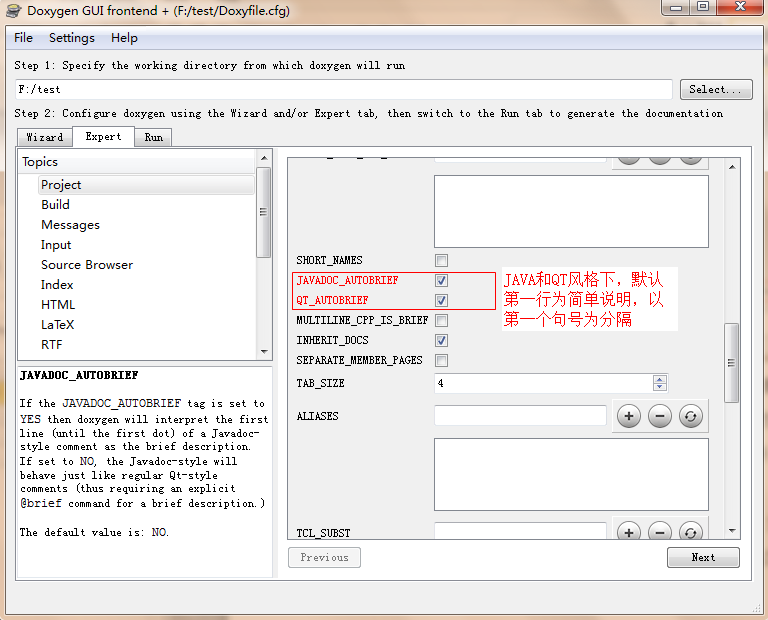 Doxygen GUI frontend + (F:/test/Doxyfile.cfg)
File Settings Help
Step 1: Specify the working directory from which doxygen will run
F:/test
Select...
Step 2: Configure doxygen using the Wizard and/or Expert tab, then switch to the Run tab to generate the documentation
Wizard Expert Run
Topics
Project
Build
Messages
Input
Source Browser
Index
HTML
LaTeX
RTF
JAVADOC_AUTOBRIEF
If the JAVADOC_AUTOBRIEF tag is set to
YES then doxygen will interpret the first
line (until the first dot) of a Javadoc-
style comment as the brief description.
If set to NO, the Javadoc-style will
behave just like regular Qt-style
comments (thus requiring an explicit
@brief command for a brief description.)
The default value is: NO.
SHORT_NAMES
JAVADOC_AUTOBRIEF
QT_AUTOBRIEF
MULTILINE_CPP_IS_BRIEF
INHERIT_DOCS
SEPARATE_MEMBER_PAGES
TAB_SIZE
4
ALIASES
TCL_SUBST
JAVA和QT风格下，默认
第一行为简单说明，以
第一个句号为分隔
Previous
Next